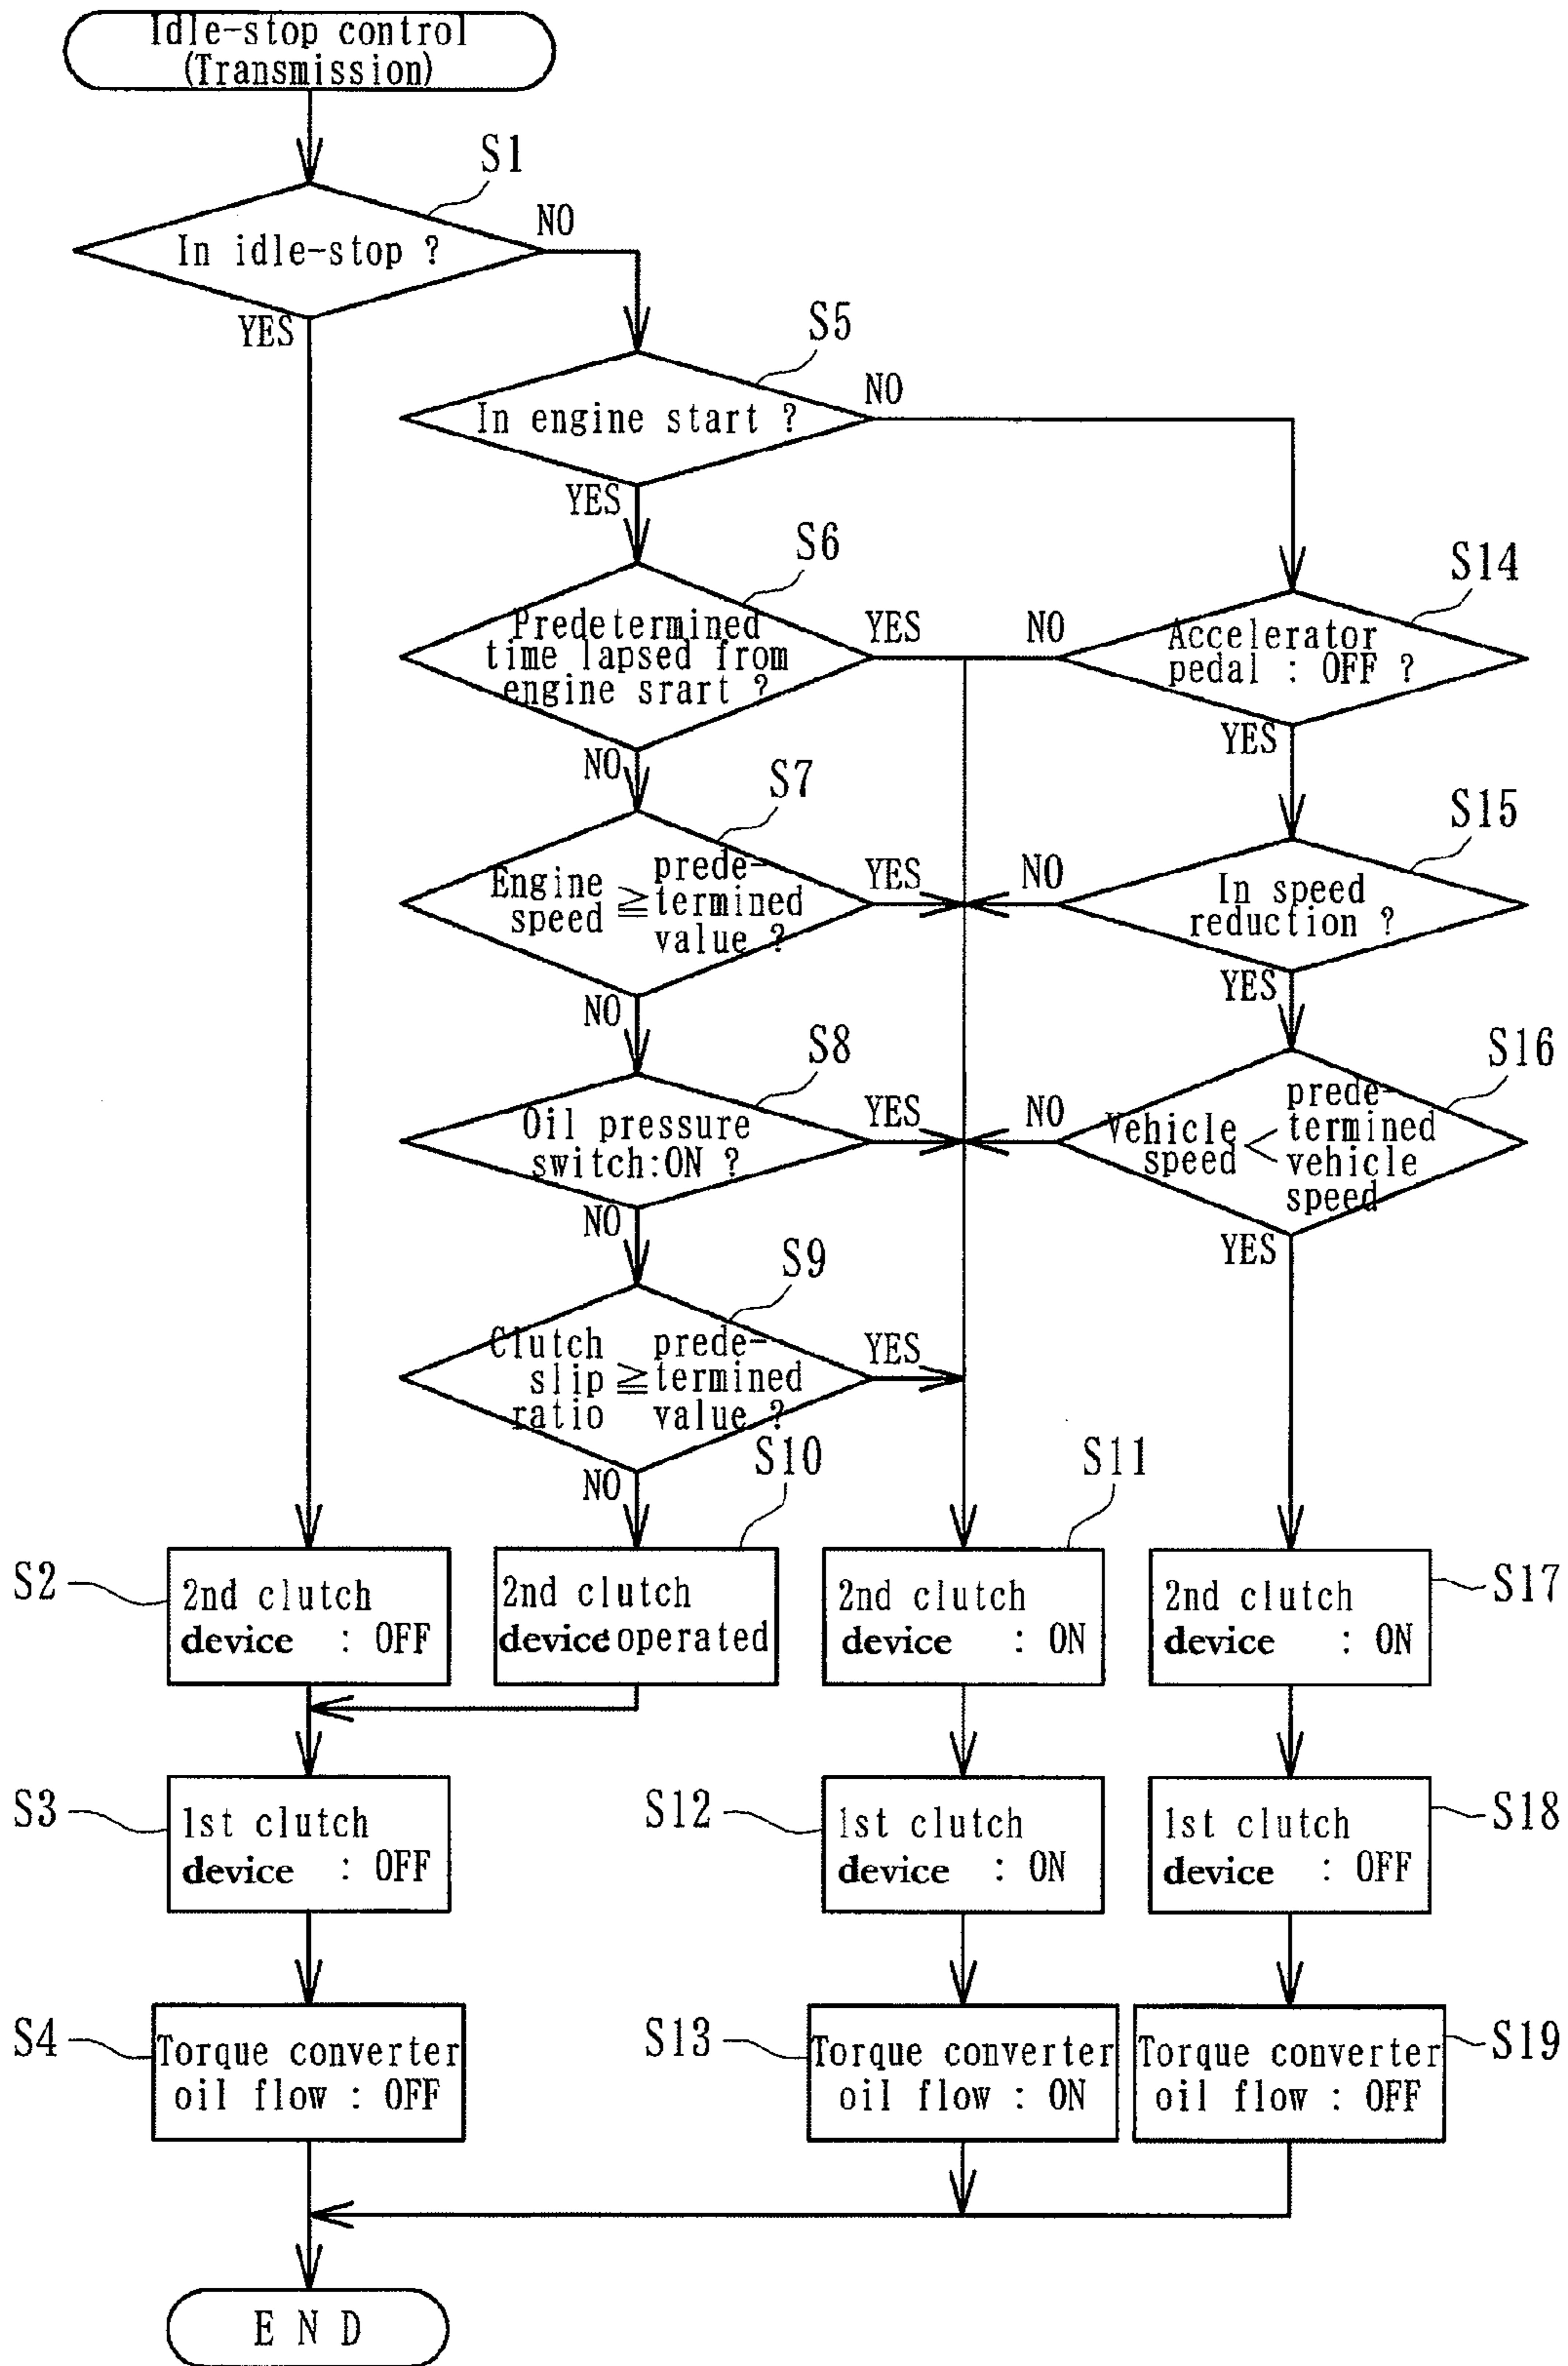 Idle-stop control
(Transmission)
S1
In idle-stop ?
NO
YES
S5
In engine start ?
NO
YES
S6
Predetermined
time lapsed from
engine srart ?
YES
NO
S14
Accelerator
pedal : OFF ?
NO
YES
S7
Engine
speed
≧
prede-
termined
value ?
YES
NO
S15
In speed
reduction ?
NO
YES
S8
Oil pressure
switch:ON ?
YES
NO
S16
Vehicle
speed
<
prede-
termined
vehicle
speed
NO
YES
S9
Clutch
slip
ratio
≧
prede-
termined
value ?
YES
NO
S2
2nd clutch
device : OFF
S10
2nd clutch
device:operated
S11
2nd clutch
device : ON
S17
2nd clutch
device : ON
S3
1st clutch
device : OFF
S12
1st clutch
device : ON
S18
1st clutch
device : OFF
S4
Torque converter
oil flow : OFF
S13
Torque converter
oil flow : ON
S19
Torque converter
oil flow : OFF
E N D